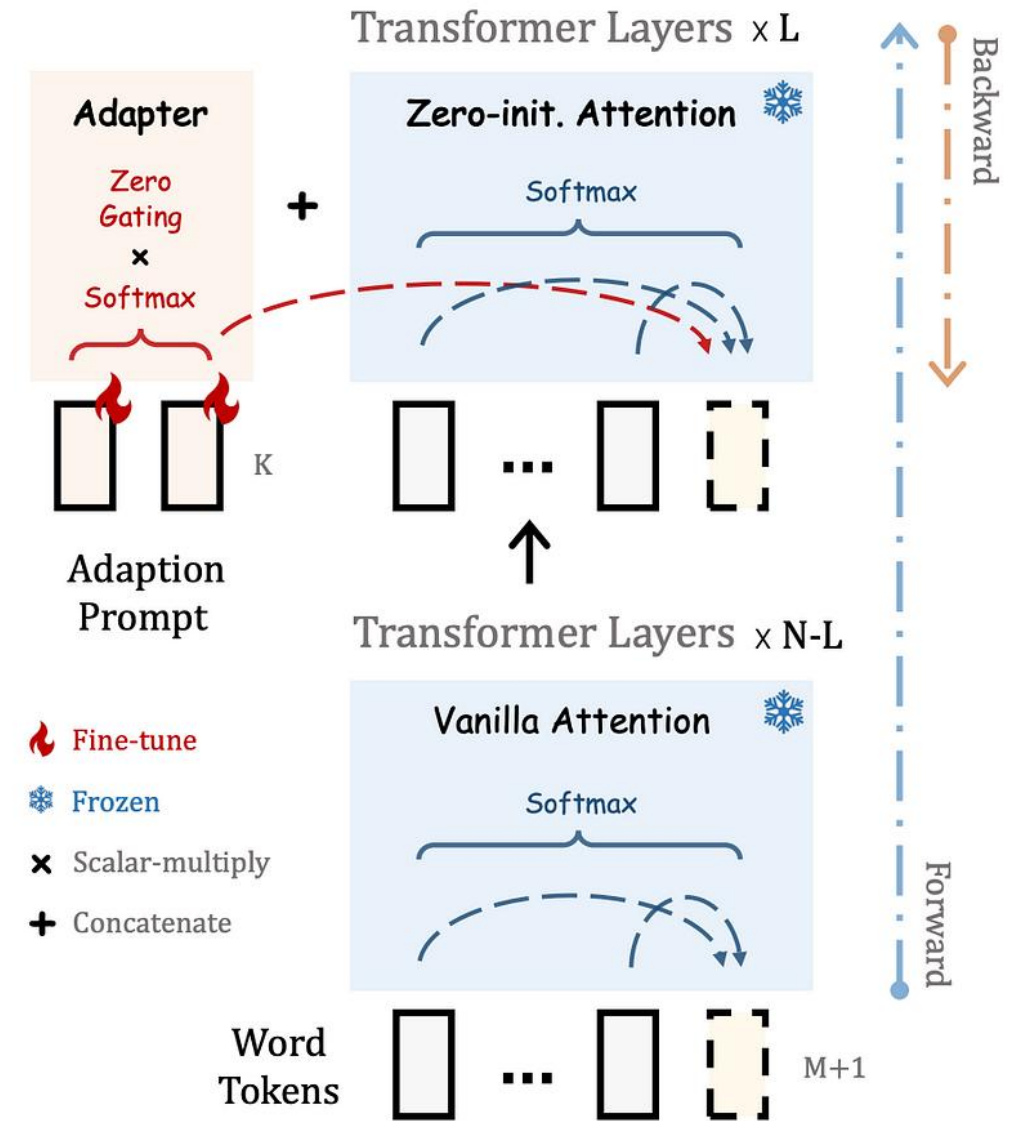 Transformer Layers × L
Backward
Adapter
Zero
Gating
×
Softmax
+
Zero-init. Attention
Softmax
K
...
Adaption
Prompt
Transformer Layers × N-L
Vanilla Attention
Softmax
Fine-tune
Frozen
× Scalar-multiply
+ Concatenate
Forward
Word
Tokens
...
M+1